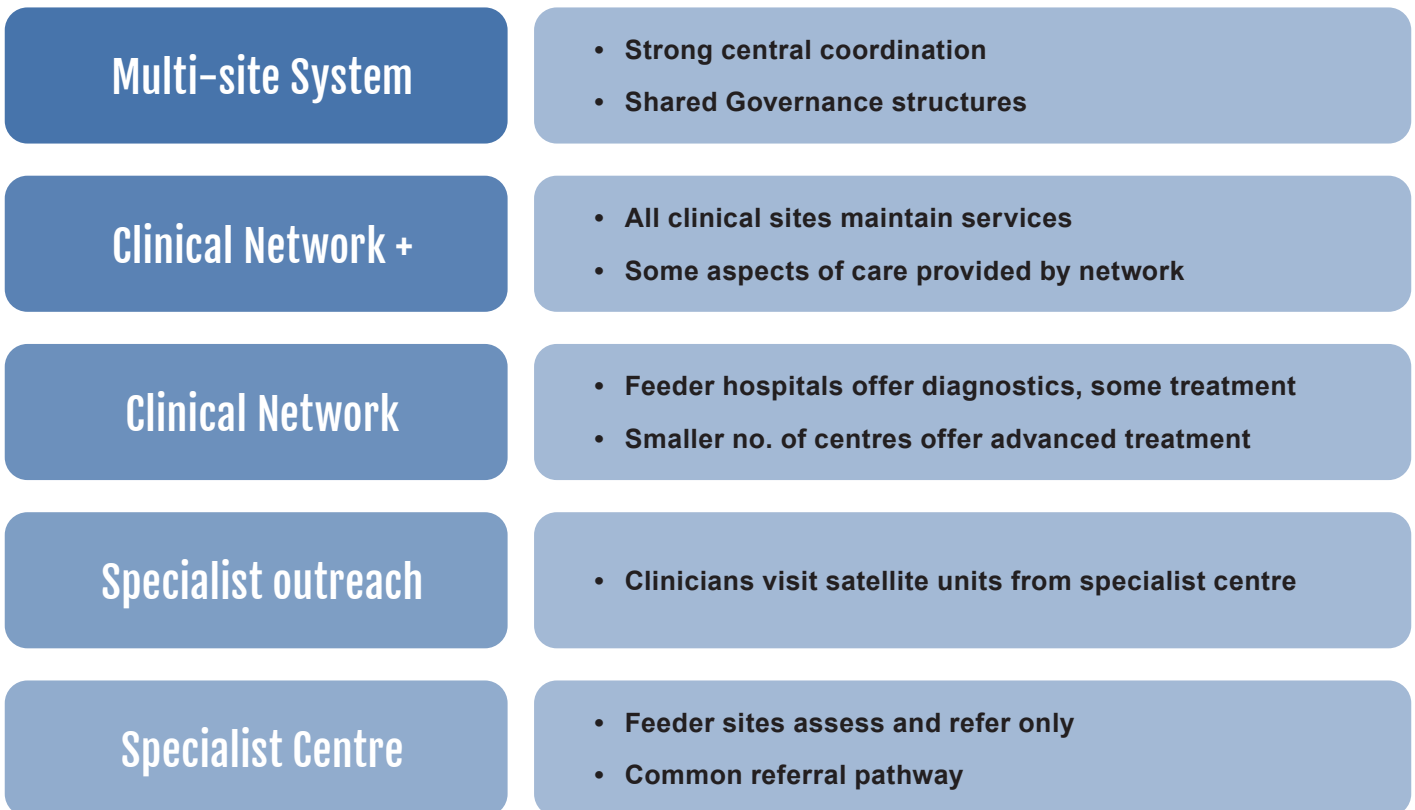 Multi-site System
• Strong central coordination
• Shared Governance structures
Clinical Network +
• All clinical sites maintain services
• Some aspects of care provided by network
Clinical Network
• Feeder hospitals offer diagnostics, some treatment
• Smaller no. of centres offer advanced treatment
Specialist outreach
• Clinicians visit satellite units from specialist centre
Specialist Centre
• Feeder sites assess and refer only
• Common referral pathway